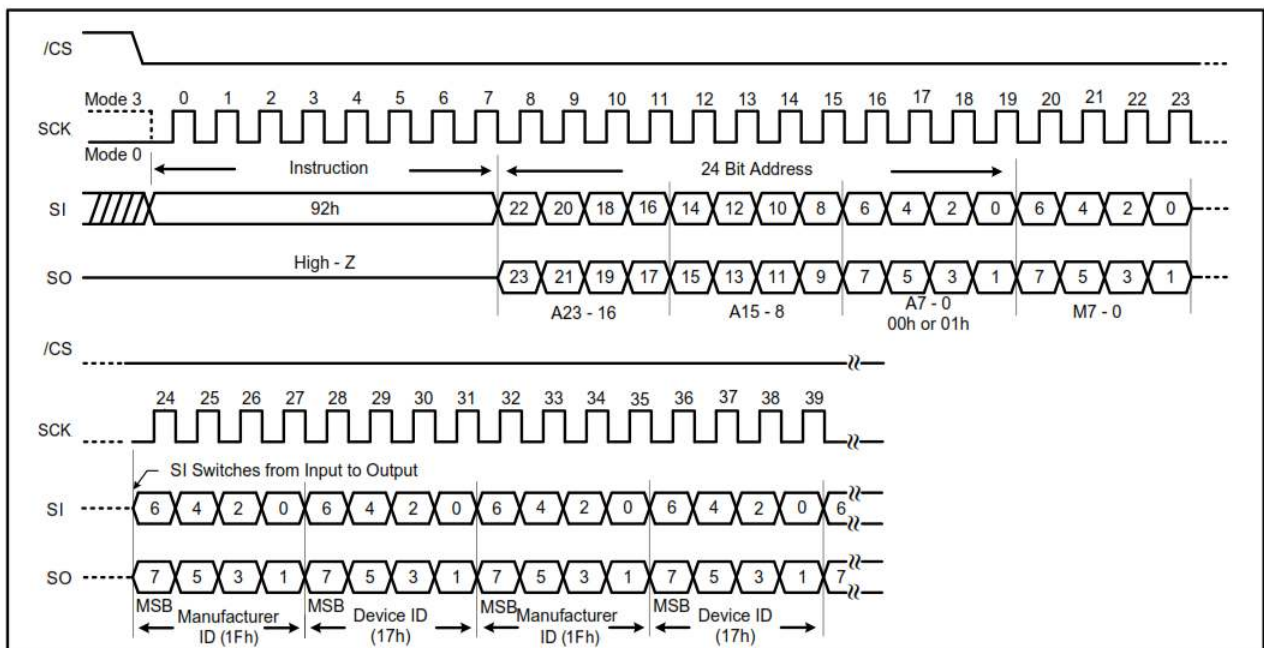 /CS
Mode 3 0 1 2 3 4 5 6 7 8 9 10 11 12 13 14 15 16 17 18 19 20 21 22 23
SCK
Mode 0
Instruction 24 Bit Address
SI 92h 22 20 18 16 14 12 10 8 6 4 2 0 6 4 2 0
High - Z
SO 23 21 19 17 15 13 11 9 7 5 3 1 7 5 3 1
A23 - 16 A15 - 8 A7 - 0 M7 - 0
00h or 01h
/CS
24 25 26 27 28 29 30 31 32 33 34 35 36 37 38 39
SCK
SI Switches from Input to Output
SI 6 4 2 0 6 4 2 0 6 4 2 0 6 4 2 0 6
SO 7 5 3 1 7 5 3 1 7 5 3 1 7 5 3 1 7
MSB MSB MSB MSB
Manufacturer Device ID Manufacturer Device ID
ID (1Fh) (17h) ID (1Fh) (17h)